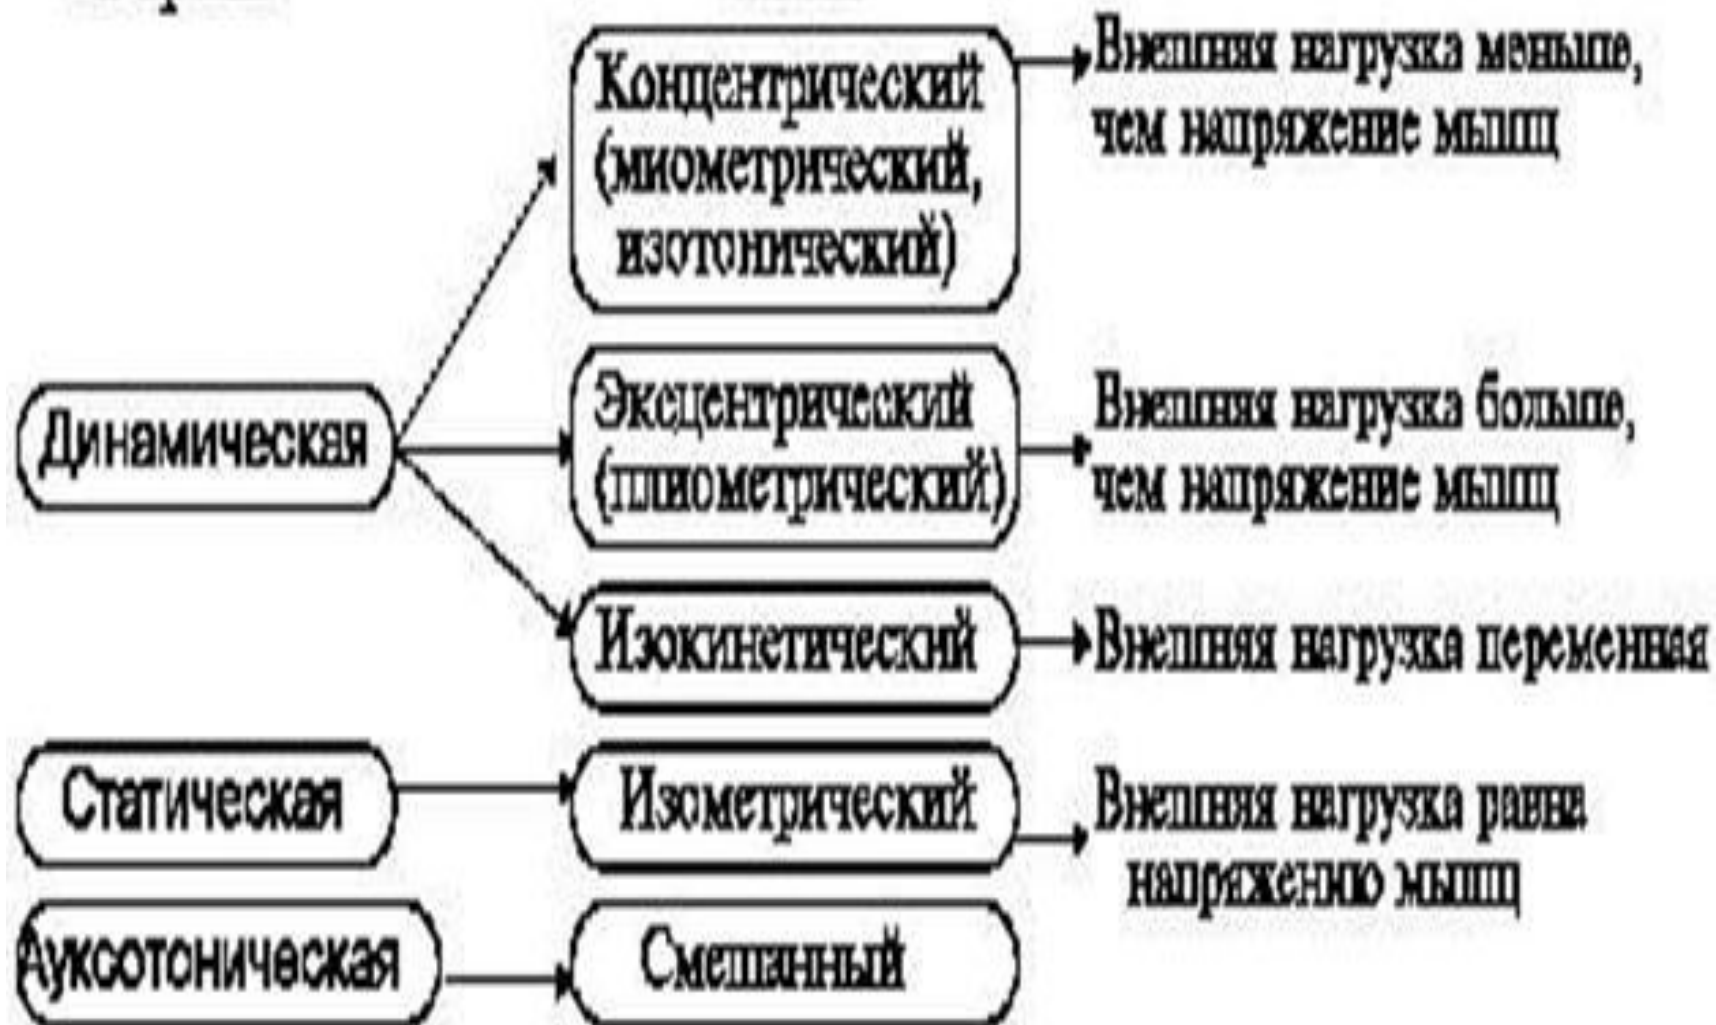 Концентрический
(миометрический,
изотонический)
Внешняя нагрузка меньше,
чем напряжение мышц
Динамическая
Эксцентрический
(плиометрический)
Внешняя нагрузка больше,
чем напряжение мышц
Изокинетический
Внешняя нагрузка переменная
Статическая
Изометрический
Внешняя нагрузка равна
напряжению мышц
Ауксотоническая
Смешанный